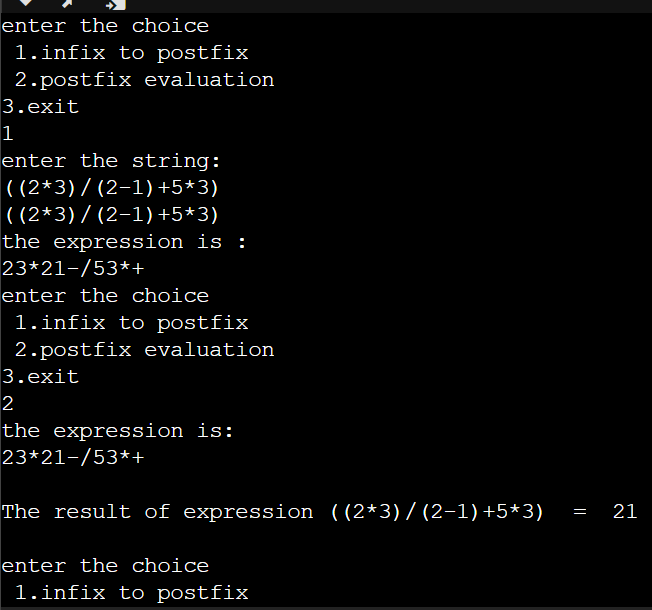 enter the choice
1.infix to postfix
2.postfix evaluation
3.exit
1
enter the string:
((2*3)/(2-1)+5*3)
((2*3)/(2-1)+5*3)
the expression is :
23*21-/53*+
enter the choice
1.infix to postfix
2.postfix evaluation
3.exit
2
the expression is:
23*21-/53*+
The result of expression ((2*3)/(2-1)+5*3)  =  21
enter the choice
1.infix to postfix